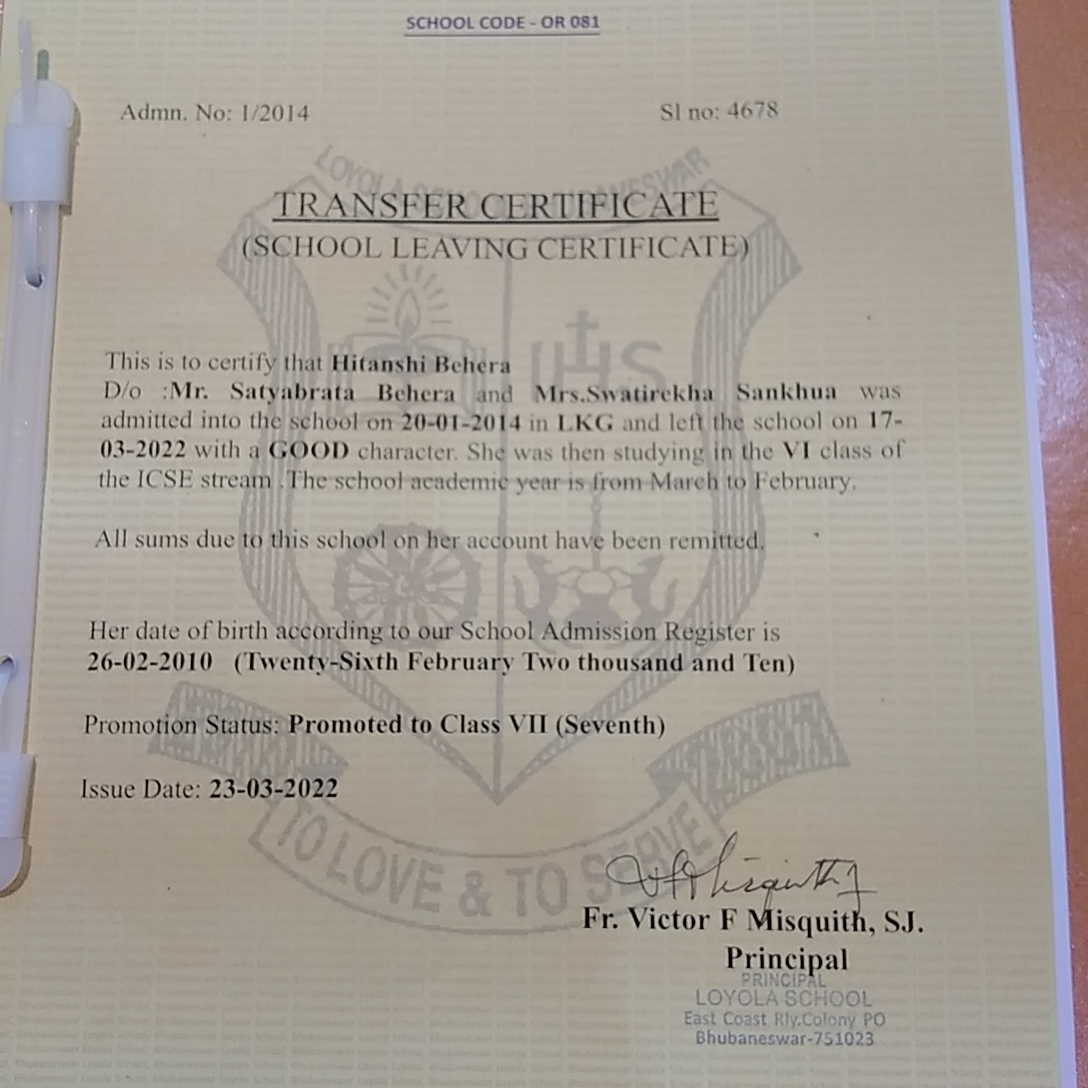 SCHOOL CODE - OR 081
Admn. No: 1/2014 Sl no: 4678
LOYOLA SCHOOL BHUBANESWAR
TRANSFER CERTIFICATE
(SCHOOL LEAVING CERTIFICATE)
IHS
This is to certify that Hitanshi Behera
D/o :Mr. Satyabrata Behera and Mrs.Swatirekha Sankhua was
admitted into the school on 20-01-2014 in LKG and left the school on 17-
03-2022 with a GOOD character. She was then studying in the VI class of
the ICSE stream .The school academic year is from March to February.
All sums due to this school on her account have been remitted.
Her date of birth according to our School Admission Register is
26-02-2010 (Twenty-Sixth February Two thousand and Ten)
Promotion Status: Promoted to Class VII (Seventh)
Issue Date: 23-03-2022
TO LOVE & TO SERVE
Fr. Victor F Misquith, SJ.
Principal
PRINCIPAL
LOYOLA SCHOOL
East Coast Rly.Colony PO
Bhubaneswar-751023